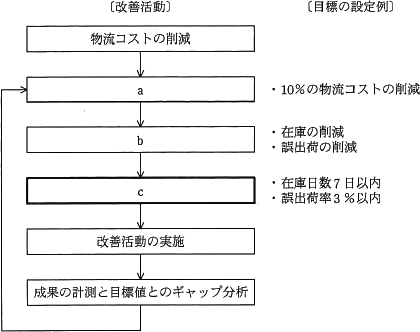 〔改善活動〕
〔目標の設定例〕
物流コストの削減
a
・10%の物流コストの削減
b
・在庫の削減
・誤出荷の削減
c
・在庫日数7日以内
・誤出荷率3%以内
改善活動の実施
成果の計測と目標値とのギャップ分析